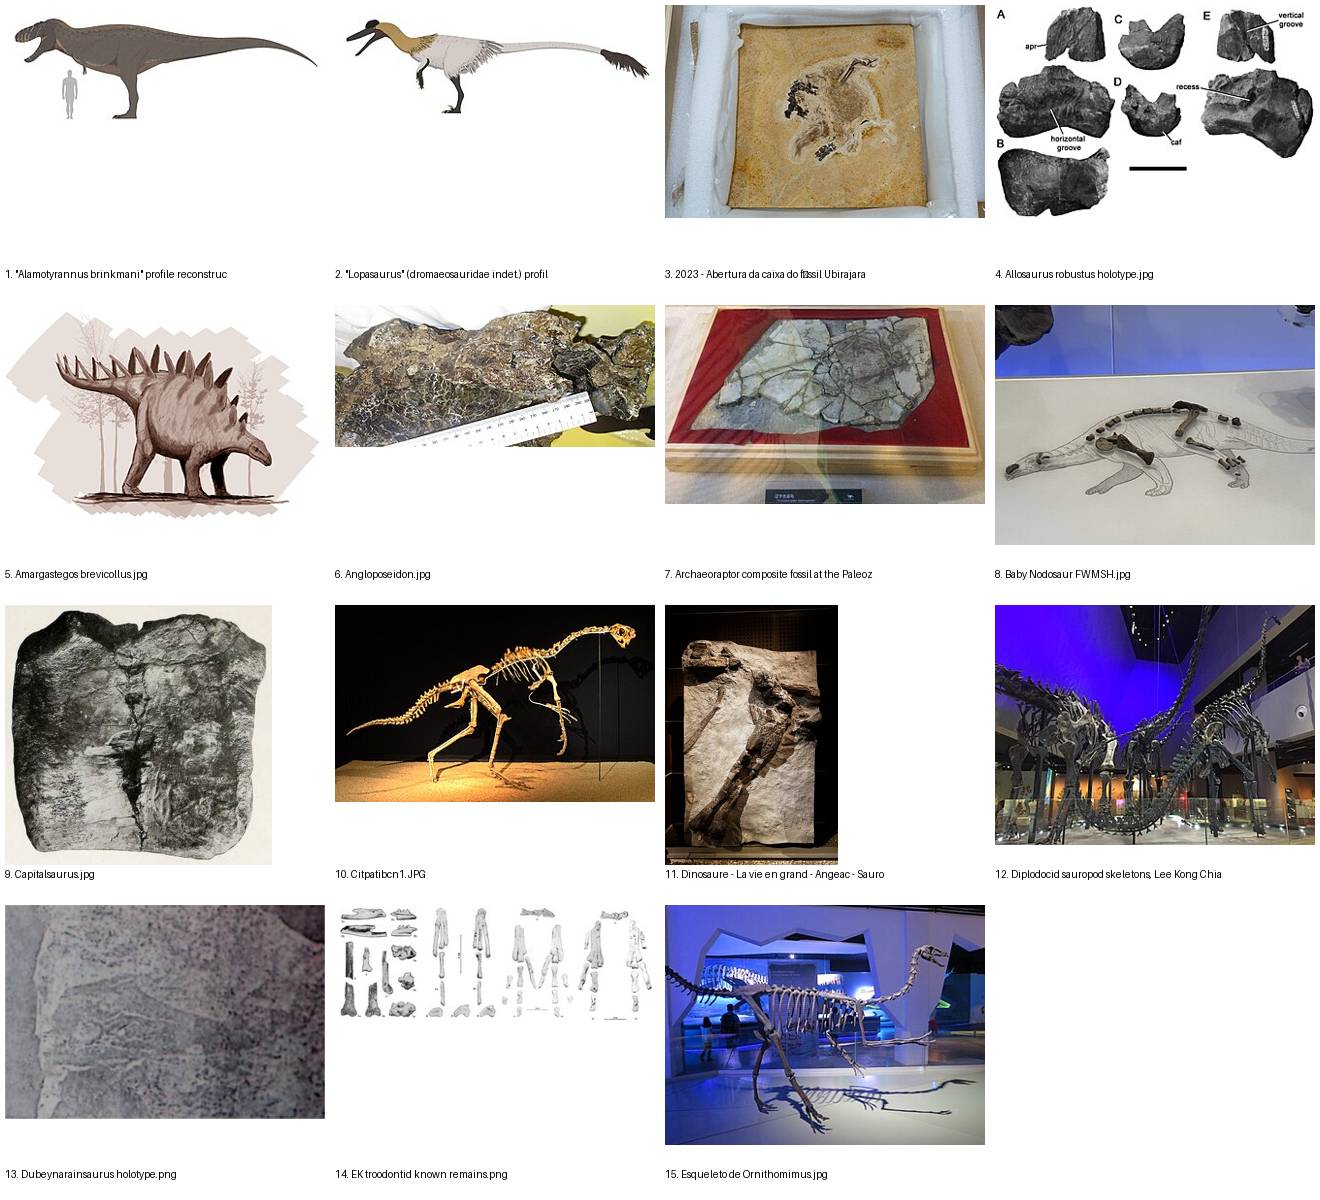 A
C
E
vertical
groove
apr
D
recess
horizontal
groove
caf
B
1. "Alamotyrannus brinkmani" profile reconstruc
2. "Lopasaurus" (dromaeosauridae indet.) profil
3. 2023 - Abertura da caixa do fóssil Ubirajara
4. Allosaurus robustus holotype.jpg
5. Amargastegos brevicollus.jpg
6. Angloposeidon.jpg
7. Archaeoraptor composite fossil at the Paleoz
8. Baby Nodosaur FWMSH.jpg
9. Capitalsaurus.jpg
10. Citpatibcn1.JPG
11. Dinosaure - La vie en grand - Angeac - Sauro
12. Diplodocid sauropod skeletons, Lee Kong Chia
13. Dubeynarainsaurus holotype.png
14. EK troodontid known remains.png
15. Esqueleto de Ornithomimus.jpg